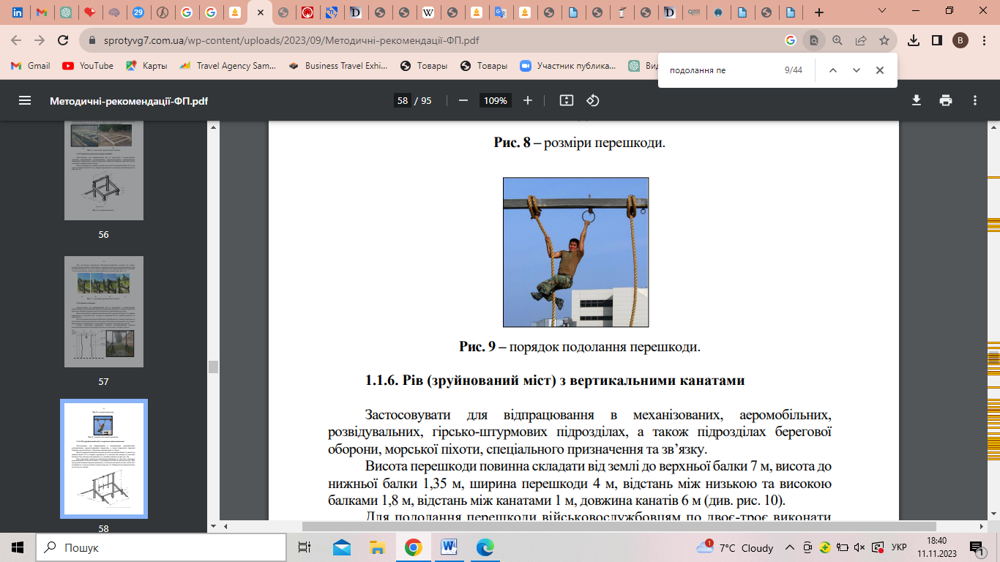 29
sprotyvg7.com.ua/wp-content/uploads/2023/09/Методичні-рекомендації-ФП.pdf
B
Gmail
YouTube
Карты
Travel Agency Sam...
Business Travel Exhi...
Товары
Товары
Участник публика...
подолання пе
9/44
Методичні-рекомендації-ФП.pdf
58 / 95
109%
56
57
58
Рис. 8 – розміри перешкоди.
Рис. 9 – порядок подолання перешкоди.
1.1.6. Рів (зруйнований міст) з вертикальними канатами
Застосовувати для відпрацювання в механізованих, аеромобільних,
розвідувальних, гірсько-штурмових підрозділах, а також підрозділах берегової
оборони, морської піхоти, спеціального призначення та зв’язку.
Висота перешкоди повинна складати від землі до верхньої балки 7 м, висота до
нижньої балки 1,35 м, ширина перешкоди 4 м, відстань між низькою та високою
балками 1,8 м, відстань між канатами 1 м, довжина канатів 6 м (див. рис. 10).
Для подолання перешкоди військовослужбовцям по двоє-троє виконати
Пошук
1
7°C Cloudy
УКР
18:40
11.11.2023
1